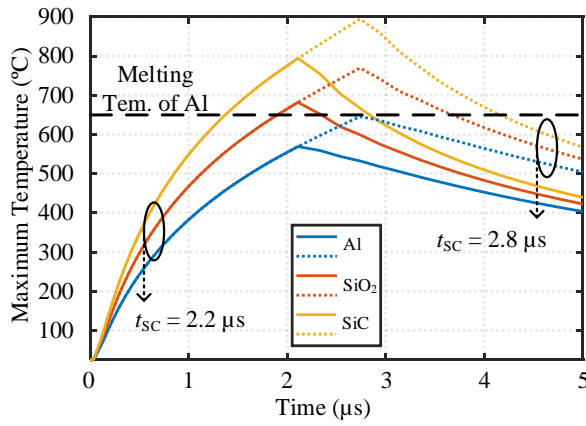 900
800
700
600
500
400
300
200
100
Maximum Temperature (ºC)
Melting
Tem. of Al
Al
SiO₂
SiC
t_SC = 2.2 µs
t_SC = 2.8 µs
0 1 2 3 4 5
Time (µs)